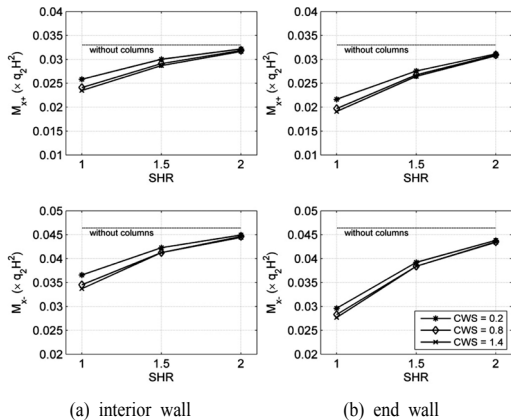 0.04
0.035
0.03
0.025
0.02
0.015
0.01
without columns
M_{x+} (× q_2H^2)
1 1.5 2
SHR
0.04
0.035
0.03
0.025
0.02
0.015
0.01
without columns
M_{x+} (× q_2H^2)
1 1.5 2
SHR
0.05
0.045
0.04
0.035
0.03
0.025
0.02
without columns
M_{x-} (× q_2H^2)
1 1.5 2
SHR
0.05
0.045
0.04
0.035
0.03
0.025
0.02
without columns
M_{x-} (× q_2H^2)
CWS = 0.2
CWS = 0.8
CWS = 1.4
1 1.5 2
SHR
(a) interior wall
(b) end wall